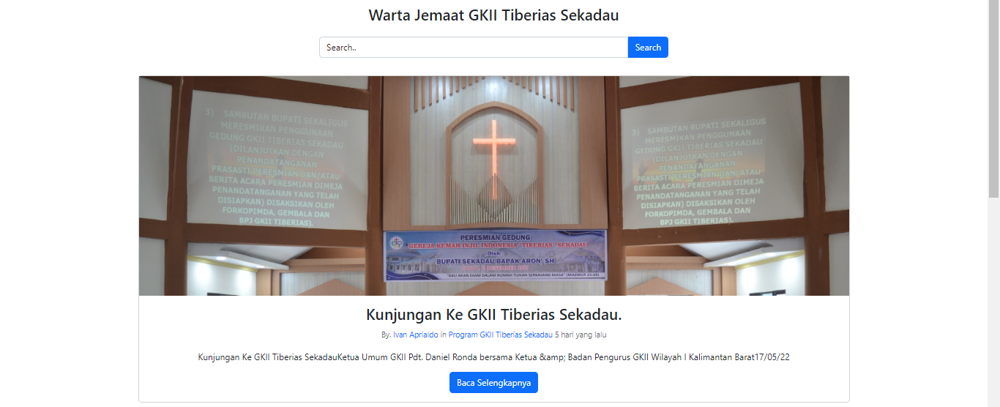 Warta Jemaat GKII Tiberias Sekadau
Search..
Search
3) SAMBUTAN BUPATI SEKALIGUS
MERESMIKAN PENGGUNAAN
GEDUNG GKII TIBERIAS SEKADAU
(DILANJUTKAN DENGAN
PENANDATANGANAN
PRASASTI PERESMIAN DAN/ATAU
BERITA ACARA PERESMIAN DIMEJA
PENANDATANGANAN YANG TELAH
DISIAPKAN) DISAKSIKAN OLEH
FORKOPIMDA, GEMBALA DAN
BPJ GKII TIBERIAS).
3) SAMBUTAN BUPATI SEKALIGUS
MERESMIKAN PENGGUNAAN
GEDUNG GKII TIBERIAS SEKADAU
(DILANJUTKAN DENGAN
PENANDATANGANAN
PRASASTI PERESMIAN DAN/ATAU
BERITA ACARA PERESMIAN DIMEJA
PENANDATANGANAN YANG TELAH
DISIAPKAN) DISAKSIKAN OLEH
FORKOPIMDA, GEMBALA DAN
BPJ GKII TIBERIAS).
PERESMIAN GEDUNG
GEREJA KEMAH INJIL INDONESIA "TIBERIAS" SEKADAU
Oleh :
BUPATI SEKADAU BAPAK ARON, SH
DESEMBER
"AKU AKAN DIAM DALAM RUMAH TUHAN SEPANJANG MASA" (MAZMUR 23:6B)
Kunjungan Ke GKII Tiberias Sekadau.
By. Ivan Aprialdo in Program GKII Tiberias Sekadau 5 hari yang lalu
Kunjungan Ke GKII Tiberias SekadauKetua Umum GKII Pdt. Daniel Ronda bersama Ketua &amp; Badan Pengurus GKII Wilayah I Kalimantan Barat17/05/22
Baca Selengkapnya